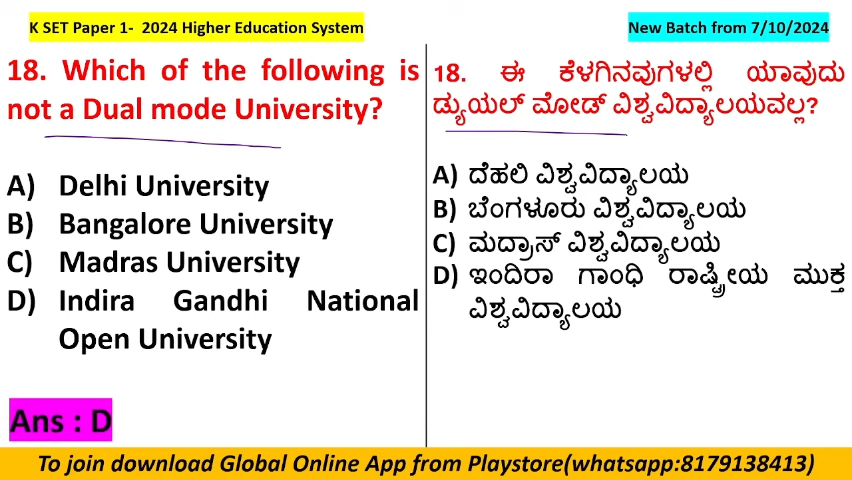 K SET Paper 1-  2024 Higher Education System
New Batch from 7/10/2024
18. Which of the following is
not a Dual mode University?
A) Delhi University
B) Bangalore University
C) Madras University
D) Indira Gandhi National
Open University
Ans : D
18. ಈ ಕೆಳಗಿನವುಗಳಲ್ಲಿ ಯಾವುದು
ಡ್ಯುಯಲ್ ಮೋಡ್ ವಿಶ್ವವಿದ್ಯಾಲಯವಲ್ಲ?
A) ದೆಹಲಿ ವಿಶ್ವವಿದ್ಯಾಲಯ
B) ಬೆಂಗಳೂರು ವಿಶ್ವವಿದ್ಯಾಲಯ
C) ಮದ್ರಾಸ್ ವಿಶ್ವವಿದ್ಯಾಲಯ
D) ಇಂದಿರಾ ಗಾಂಧಿ ರಾಷ್ಟ್ರೀಯ ಮುಕ್ತ
ವಿಶ್ವವಿದ್ಯಾಲಯ
To join download Global Online App from Playstore(whatsapp:8179138413)